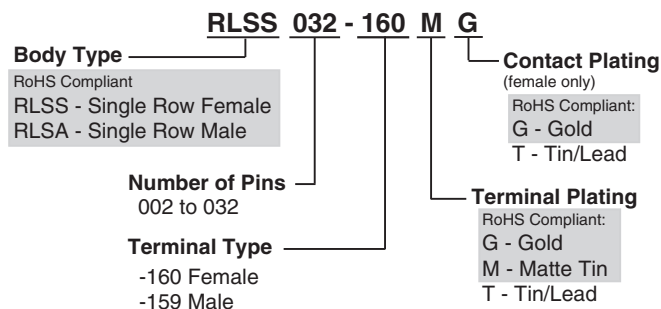 RLSS 032 - 160 M G
Body Type
RoHS Compliant
RLSS - Single Row Female
RLSA - Single Row Male
Number of Pins
002 to 032
Terminal Type
-160 Female
-159 Male
Contact Plating
(female only)
RoHS Compliant:
G - Gold
T - Tin/Lead
Terminal Plating
RoHS Compliant:
G - Gold
M - Matte Tin
T - Tin/Lead